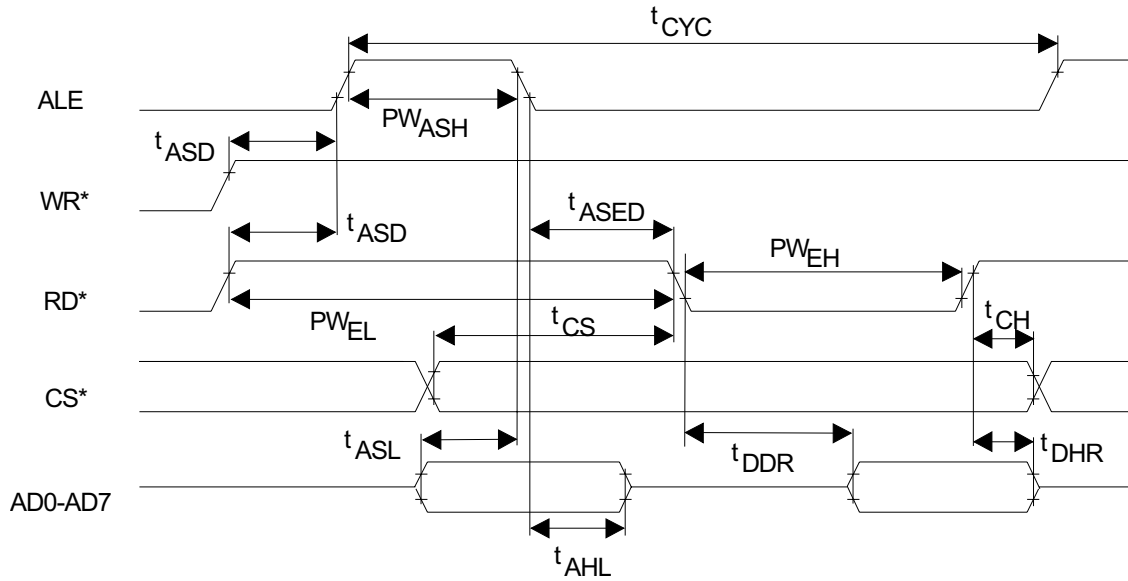 tCYC
ALE
PWASH
tASD
WR*
tASED
tASD
PWEH
RD*
PWEL
tCS
tCH
CS*
tASL
tDDR
tDHR
AD0-AD7
tAHL